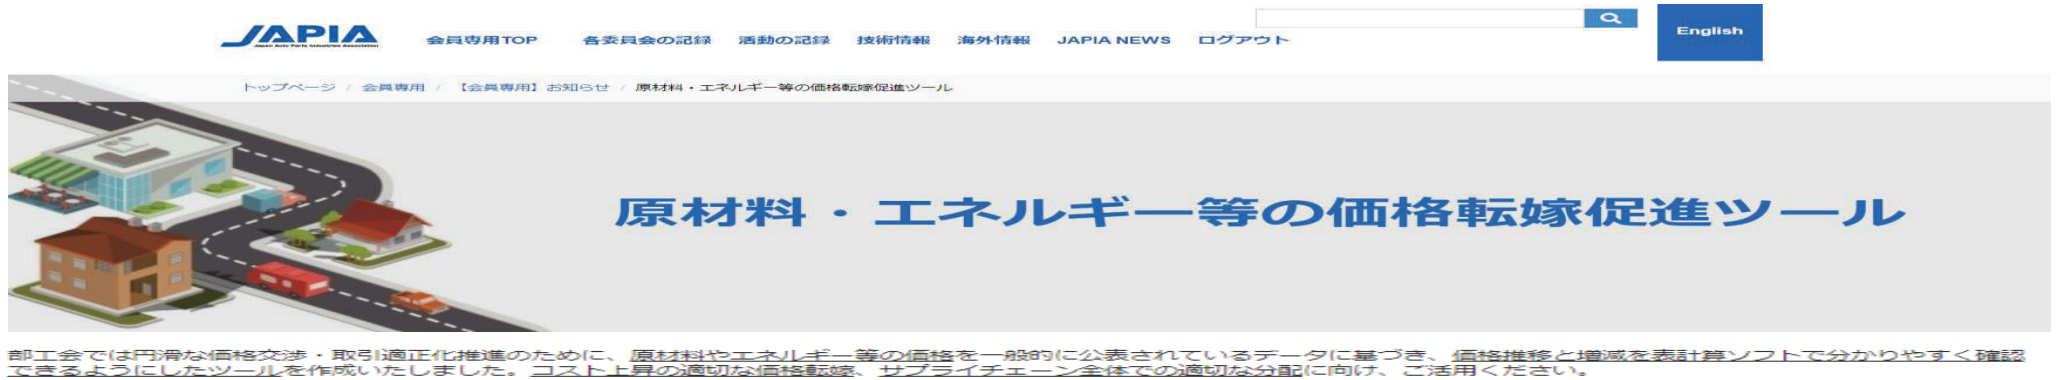 JAPIA
Japan Auto Parts Industries Association
会員専用TOP 各委員会の記録 活動の記録 技術情報 海外情報 JAPIA NEWS ログアウト
English
トップページ / 会員専用 / 【会員専用】お知らせ / 原材料・エネルギー等の価格転嫁促進ツール
原材料・エネルギー等の価格転嫁促進ツール
部工会では円滑な価格交渉・取引適正化推進のために、原材料やエネルギー等の価格を一般的に公表されているデータに基づき、価格推移と増減を表計算ソフトで分かりやすく確認
できるようにしたツールを作成いたしました。コスト上昇の適切な価格転嫁、サプライチェーン全体での適切な分配に向け、ご活用ください。